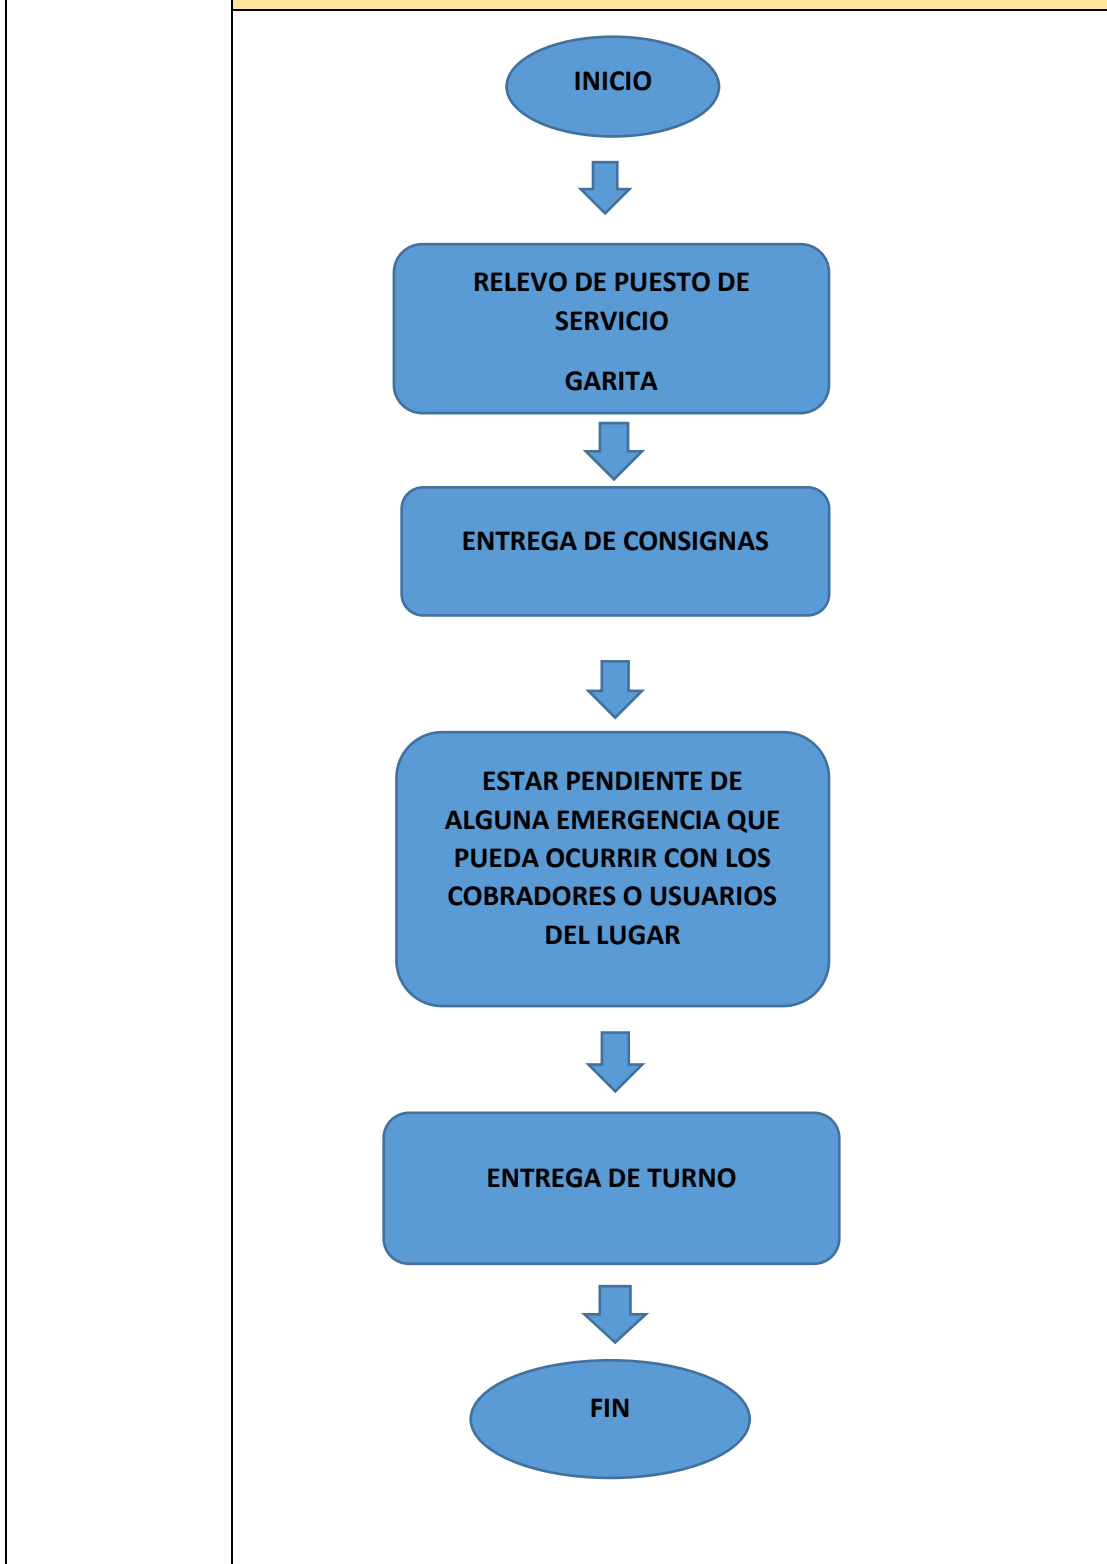 INICIO
RELEVO DE PUESTO DE
SERVICIO
GARITA
ENTREGA DE CONSIGNAS
ESTAR PENDIENTE DE
ALGUNA EMERGENCIA QUE
PUEDA OCURRIR CON LOS
COBRADORES O USUARIOS
DEL LUGAR
ENTREGA DE TURNO
FIN